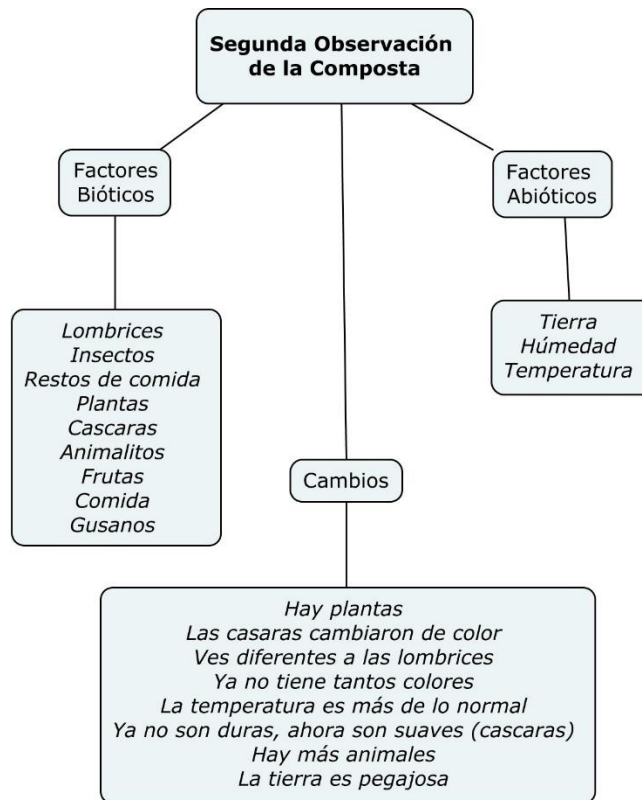 Segunda Observación
de la Composta
Factores
Bióticos
Factores
Abióticos
Lombrices
Insectos
Restos de comida
Plantas
Cascaras
Animalitos
Frutas
Comida
Gusanos
Tierra
Húmedad
Temperatura
Cambios
Hay plantas
Las casaras cambiaron de color
Ves diferentes a las lombrices
Ya no tiene tantos colores
La temperatura es más de lo normal
Ya no son duras, ahora son suaves (cascaras)
Hay más animales
La tierra es pegajosa